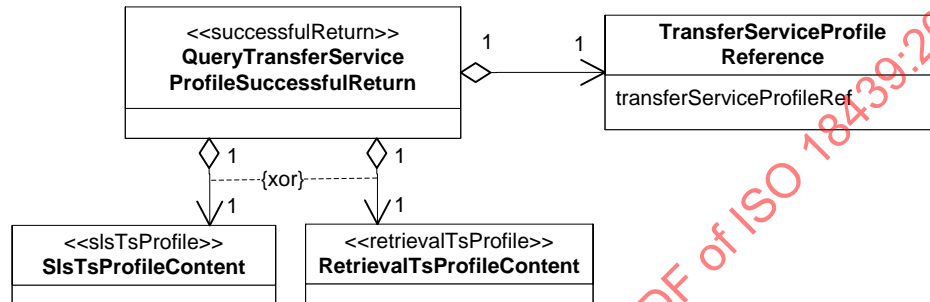 <<successfulReturn>>
QueryTransferService
ProfileSuccessfulReturn
1
1
TransferServiceProfile
Reference
transferServiceProfileRef
1
1
{xor}
1
1
<<slsTsProfile>>
SlsTsProfileContent
<<retrievalTsProfile>>
RetrievalTsProfileContent
PDF of ISO 18439:20